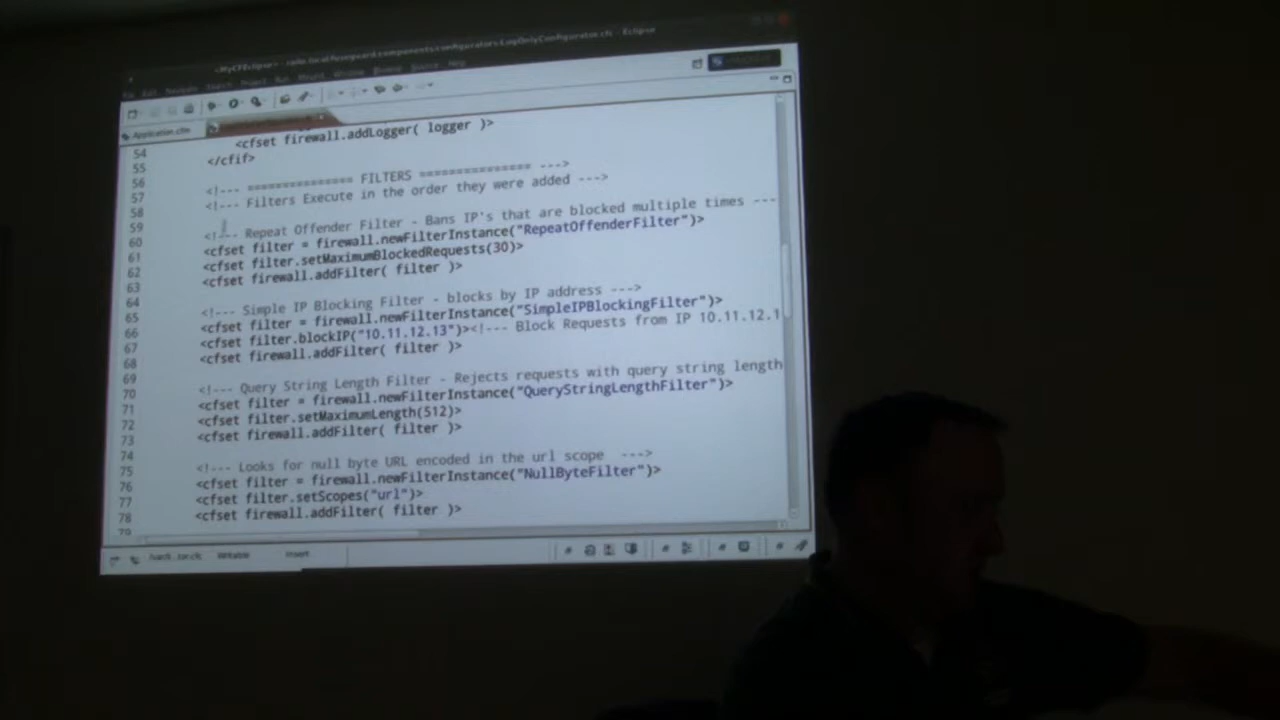 Application.cfm
54 <cfset firewall.addLogger( logger )>
55 </cfif>
56
57 <!--- =============== FILTERS =============== --->
58 <!--- Filters Execute in the order they were added --->
59
60 <!--- Repeat Offender Filter - Bans IP's that are blocked multiple times ---
61 <cfset filter = firewall.newFilterInstance("RepeatOffenderFilter")>
62 <cfset filter.setMaximumBlockedRequests(30)>
63 <cfset firewall.addFilter( filter )>
64
65 <!--- Simple IP Blocking Filter - blocks by IP address --->
66 <cfset filter = firewall.newFilterInstance("SimpleIPBlockingFilter")>
67 <cfset filter.blockIP("10.11.12.13")><!--- Block Requests from IP 10.11.12.1
68 <cfset firewall.addFilter( filter )>
69
70 <!--- Query String Length Filter - Rejects requests with query string length
71 <cfset filter = firewall.newFilterInstance("QueryStringLengthFilter")>
72 <cfset filter.setMaximumLength(512)>
73 <cfset firewall.addFilter( filter )>
74
75 <!--- Looks for null byte URL encoded in the url scope --->
76 <cfset filter = firewall.newFilterInstance("NullByteFilter")>
77 <cfset filter.setScopes("url")>
78 <cfset firewall.addFilter( filter )>
79
Writable Insert